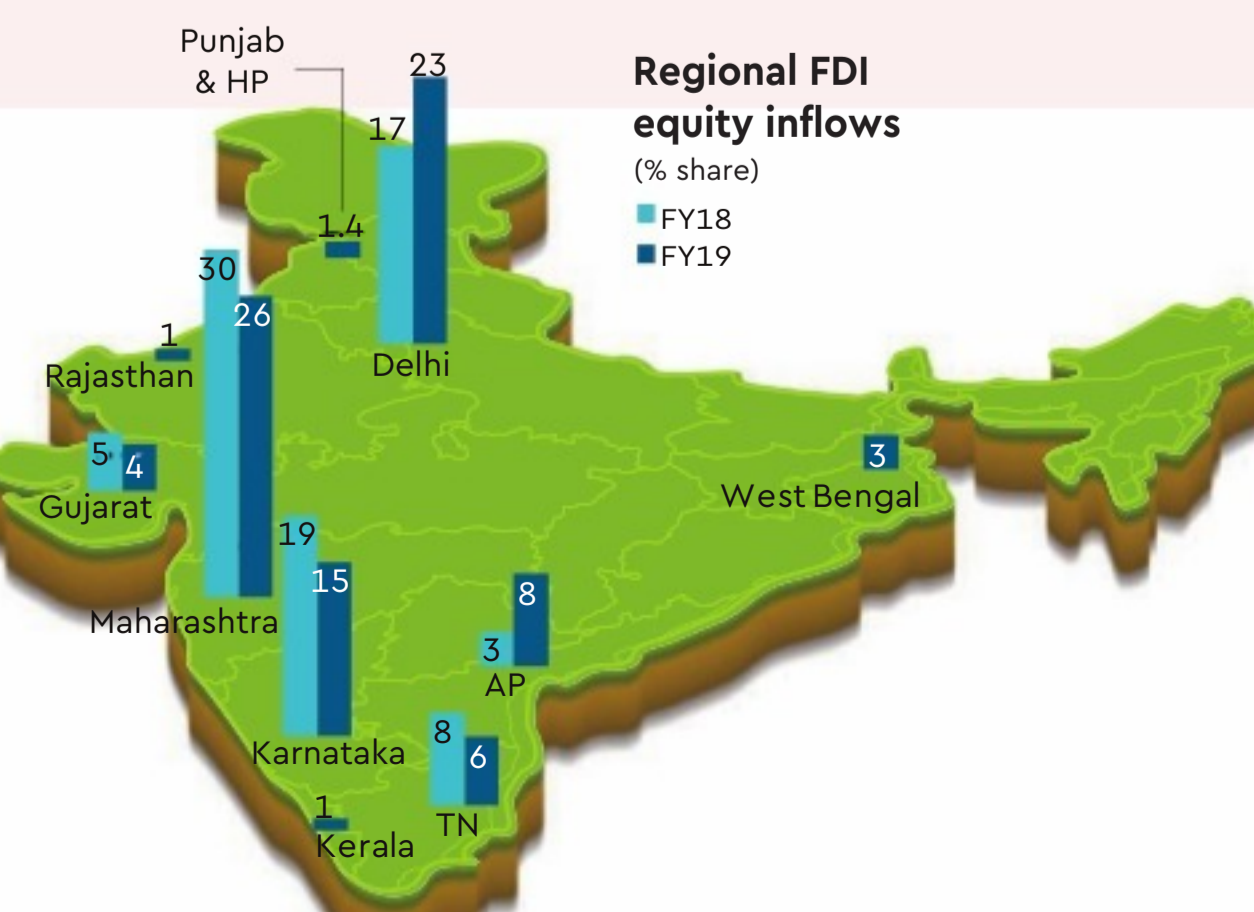 Punjab
& HP
23
Regional FDI
equity inflows
(% share)
FY18
FY19
17
1.4
30
26
1
Rajasthan
Delhi
5
4
Gujarat
3
West Bengal
19
15
Maharashtra
8
3
AP
Karnataka
8
6
TN
1
Kerala